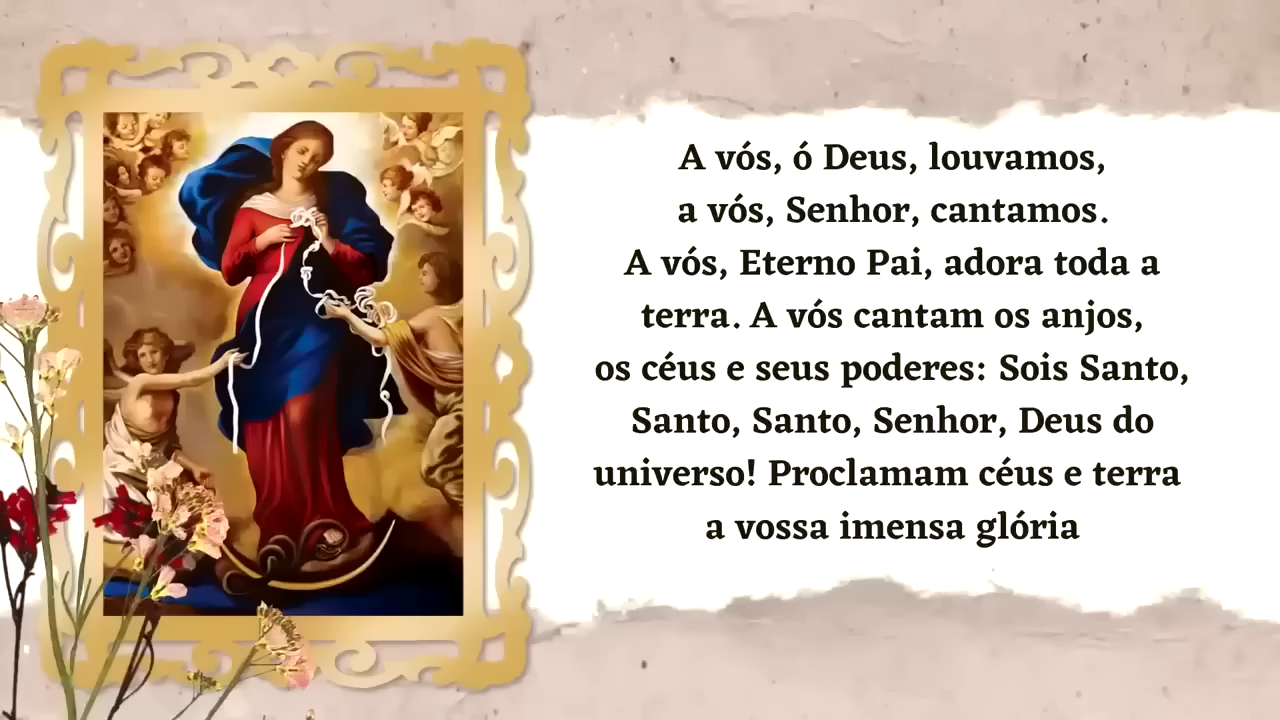 A vós, ó Deus, louvamos,
a vós, Senhor, cantamos.
A vós, Eterno Pai, adora toda a
terra. A vós cantam os anjos,
os céus e seus poderes: Sois Santo,
Santo, Santo, Senhor, Deus do
universo! Proclamam céus e terra
a vossa imensa glória